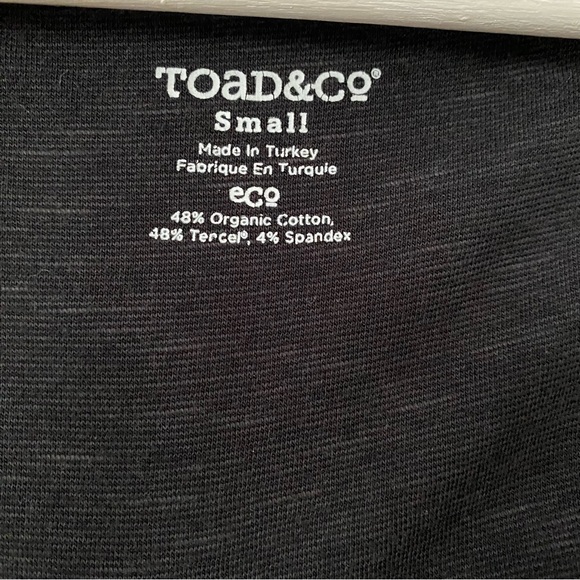 TOAD&CO®
Small
Made In Turkey
Fabrique En Turquie
eco
48% Organic Cotton,
48% Tencel®, 4% Spandex